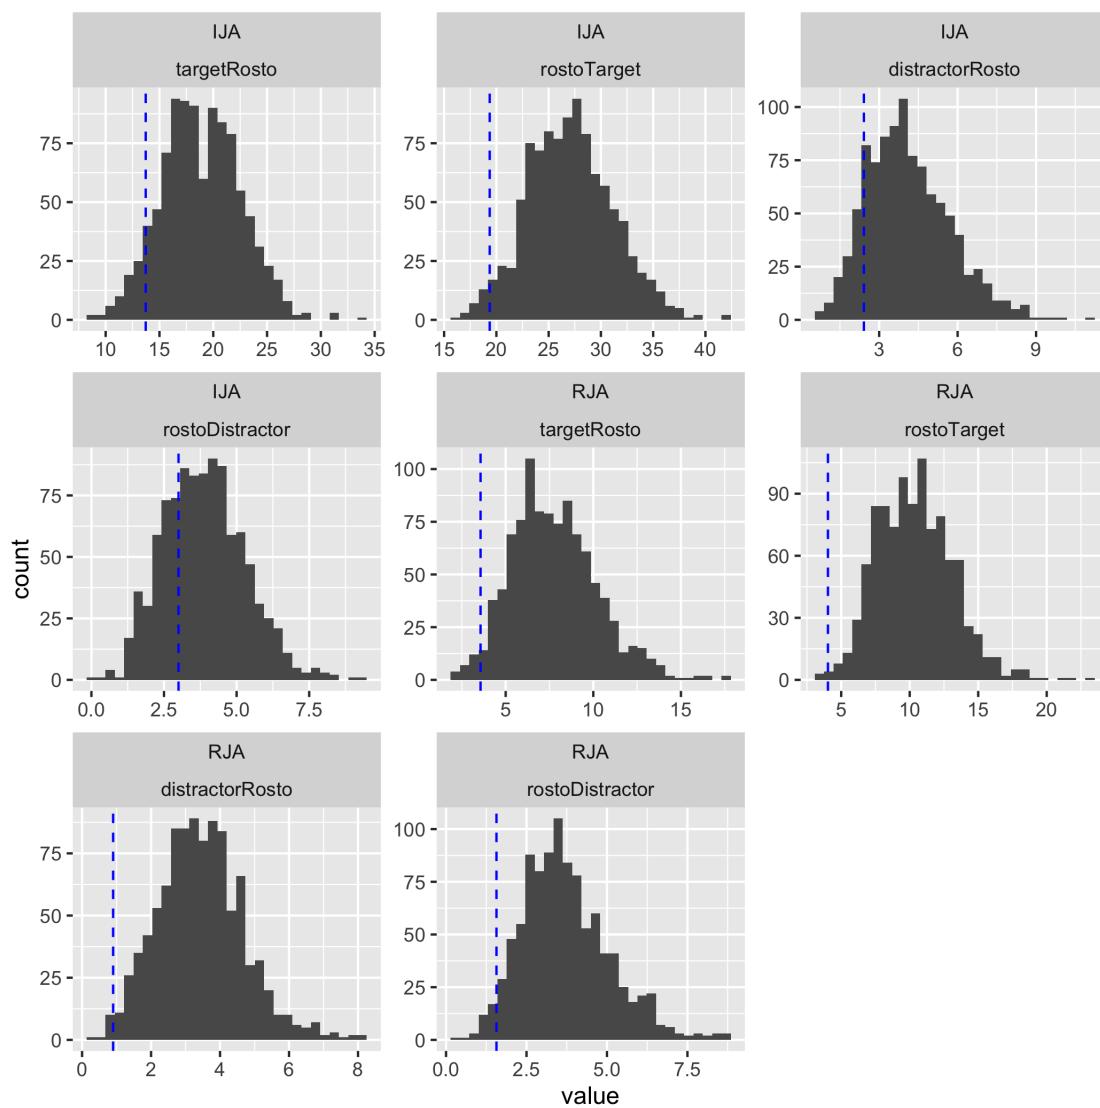 IJA
targetRosto
75
50
25
0
10 15 20 25 30 35
IJA
rostoTarget
75
50
25
0
15 20 25 30 35 40
IJA
distractorRosto
100
75
50
25
0
3 6 9
IJA
rostoDistractor
75
50
25
0
0.0 2.5 5.0 7.5
RJA
targetRosto
100
75
50
25
0
5 10 15
RJA
rostoTarget
90
60
30
0
5 10 15 20
RJA
distractorRosto
75
50
25
0
0 2 4 6 8
RJA
rostoDistractor
100
75
50
25
0
0.0 2.5 5.0 7.5
count
value